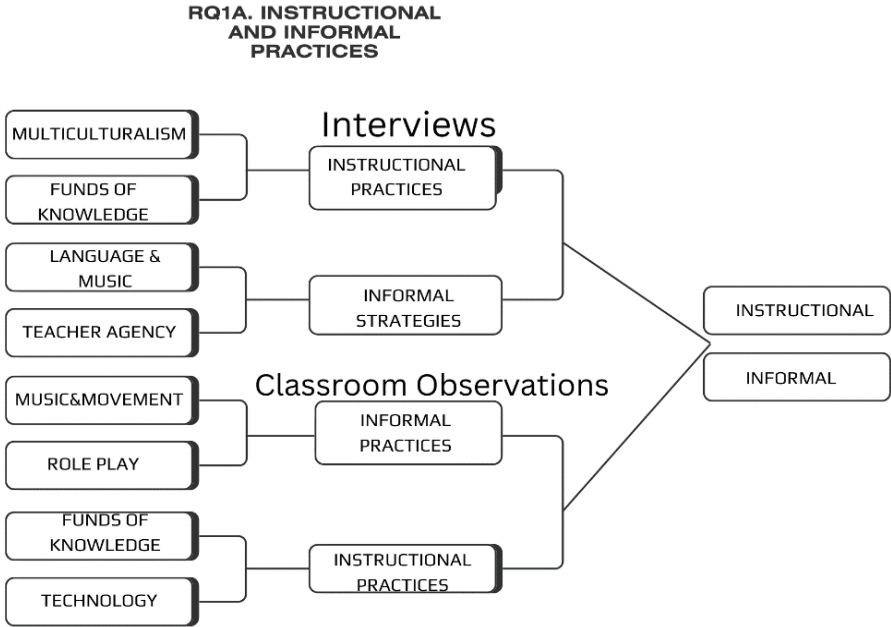 RQ1A. INSTRUCTIONAL
AND INFORMAL
PRACTICES
Interviews
MULTICULTURALISM
FUNDS OF
KNOWLEDGE
INSTRUCTIONAL
PRACTICES
LANGUAGE &
MUSIC
TEACHER AGENCY
INFORMAL
STRATEGIES
Classroom Observations
MUSIC&MOVEMENT
ROLE PLAY
INFORMAL
PRACTICES
FUNDS OF
KNOWLEDGE
TECHNOLOGY
INSTRUCTIONAL
PRACTICES
INSTRUCTIONAL
INFORMAL